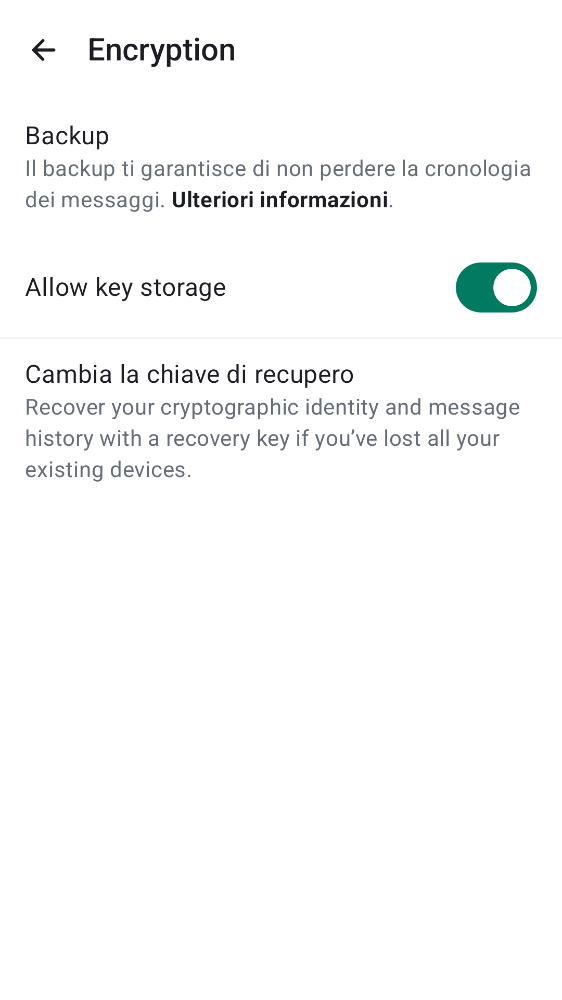 Encryption
Backup
Il backup ti garantisce di non perdere la cronologia
dei messaggi. Ulteriori informazioni.
Allow key storage
Cambia la chiave di recupero
Recover your cryptographic identity and message
history with a recovery key if you’ve lost all your
existing devices.